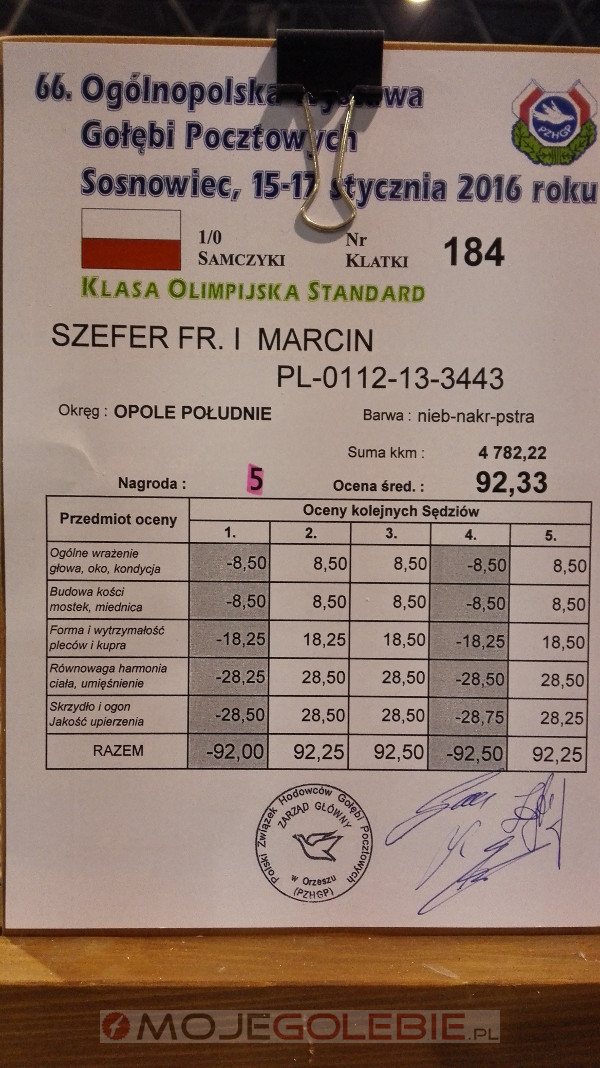 66. Ogólnopolska Wystawa
Gołębi Pocztowych
Sosnowiec, 15-17 stycznia 2016 roku
PZHGP
1/0 Nr
SAMCZYKI KLATKI 184
KLASA OLIMPIJSKA STANDARD
SZEFER FR. I MARCIN
PL-0112-13-3443
Okręg : OPOLE POŁUDNIE Barwa : nieb-nakr-pstra
Suma kkm : 4 782,22
Nagroda : 5 Ocena śred. : 92,33
Przedmiot oceny Oceny kolejnych Sędziów
1. 2. 3. 4. 5.
Ogólne wrażenie
głowa, oko, kondycja -8,50 8,50 8,50 -8,50 8,50
Budowa kości
mostek, miednica -8,50 8,50 8,50 -8,50 8,50
Forma i wytrzymałość
pleców i kupra -18,25 18,25 18,50 -18,25 18,50
Równowaga harmonia
ciała, umięśnienie -28,25 28,50 28,50 -28,50 28,50
Skrzydło i ogon
Jakość upierzenia -28,50 28,50 28,50 -28,75 28,25
RAZEM -92,00 92,25 92,50 -92,50 92,25
Polski Związek Hodowców Gołębi Pocztowych
ZARZĄD GŁÓWNY
w Orzeszu
(PZHGP)
MOJEGOLEBIE.PL